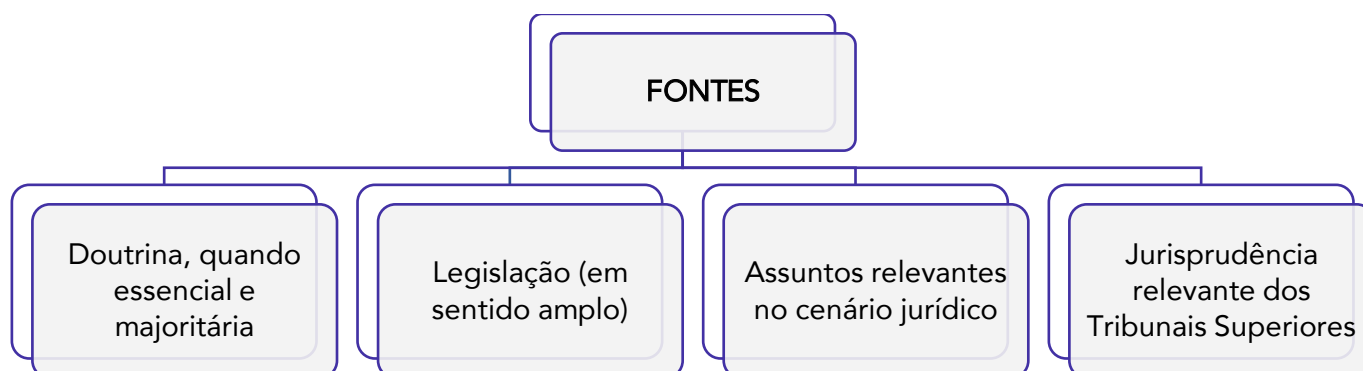 FONTES
Doutrina, quando
essencial e
majoritária
Legislação (em
sentido amplo)
Assuntos relevantes
no cenário jurídico
Jurisprudência
relevante dos
Tribunais Superiores